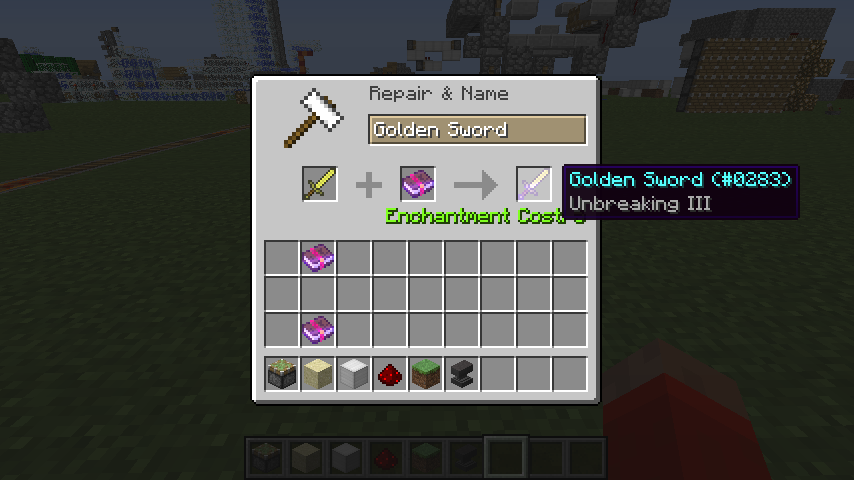 Repair & Name
Golden Sword
Golden Sword (#0283)
Unbreaking III
Enchantment Cost